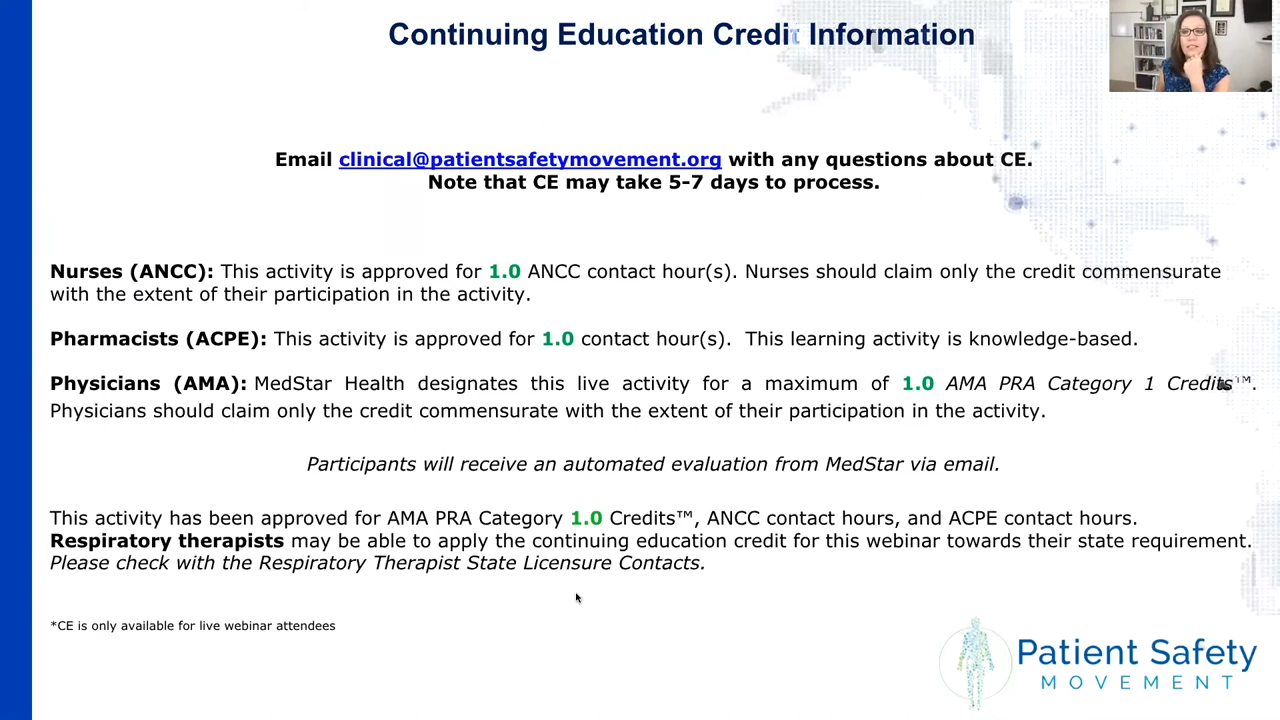 Continuing Education Credit Information
Email clinical@patientsafetymovement.org with any questions about CE.
Note that CE may take 5-7 days to process.
Nurses (ANCC): This activity is approved for 1.0 ANCC contact hour(s). Nurses should claim only the credit commensurate
with the extent of their participation in the activity.
Pharmacists (ACPE): This activity is approved for 1.0 contact hour(s). This learning activity is knowledge-based.
Physicians (AMA): MedStar Health designates this live activity for a maximum of 1.0 AMA PRA Category 1 Credits™.
Physicians should claim only the credit commensurate with the extent of their participation in the activity.
Participants will receive an automated evaluation from MedStar via email.
This activity has been approved for AMA PRA Category 1.0 Credits™, ANCC contact hours, and ACPE contact hours.
Respiratory therapists may be able to apply the continuing education credit for this webinar towards their state requirement.
Please check with the Respiratory Therapist State Licensure Contacts.
*CE is only available for live webinar attendees
Patient Safety
MOVEMENT